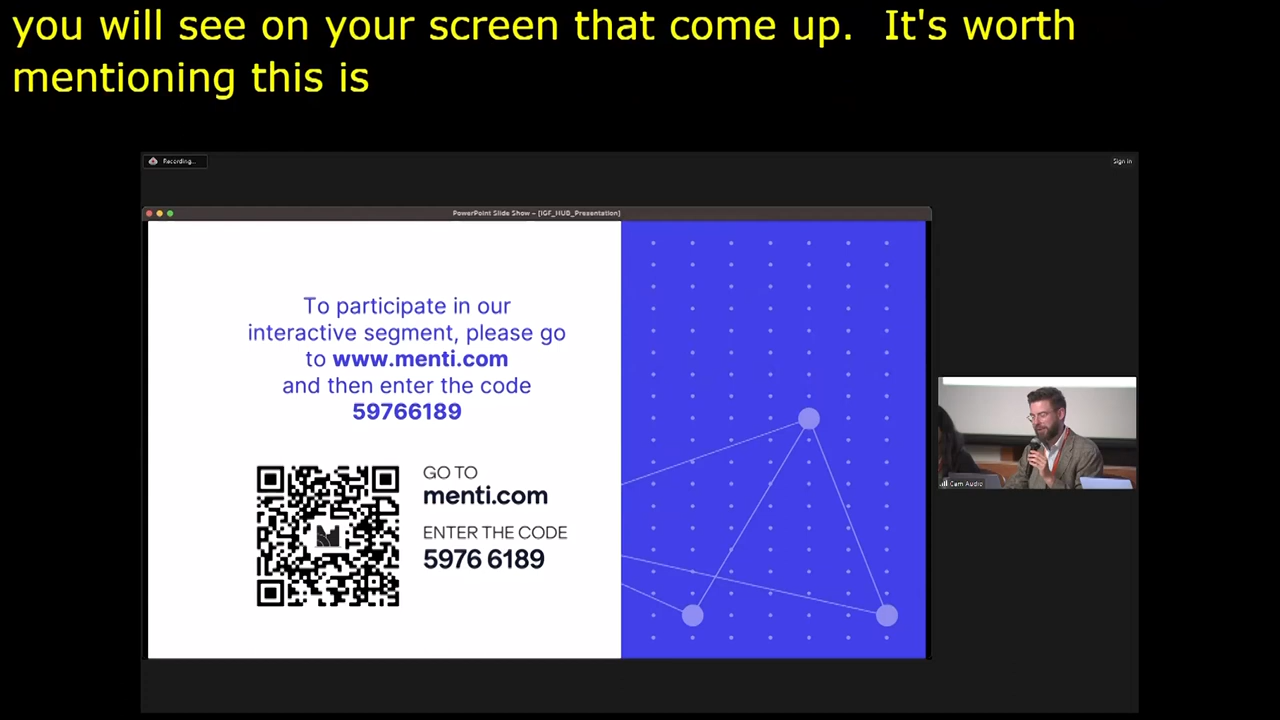 you will see on your screen that come up.  It's worth
mentioning this is
Recording...
Sign in
PowerPoint Slide Show – [IGF_HUD_Presentation]
To participate in our
interactive segment, please go
to www.menti.com
and then enter the code
59766189
GO TO
menti.com
ENTER THE CODE
5976 6189
Cam Audio